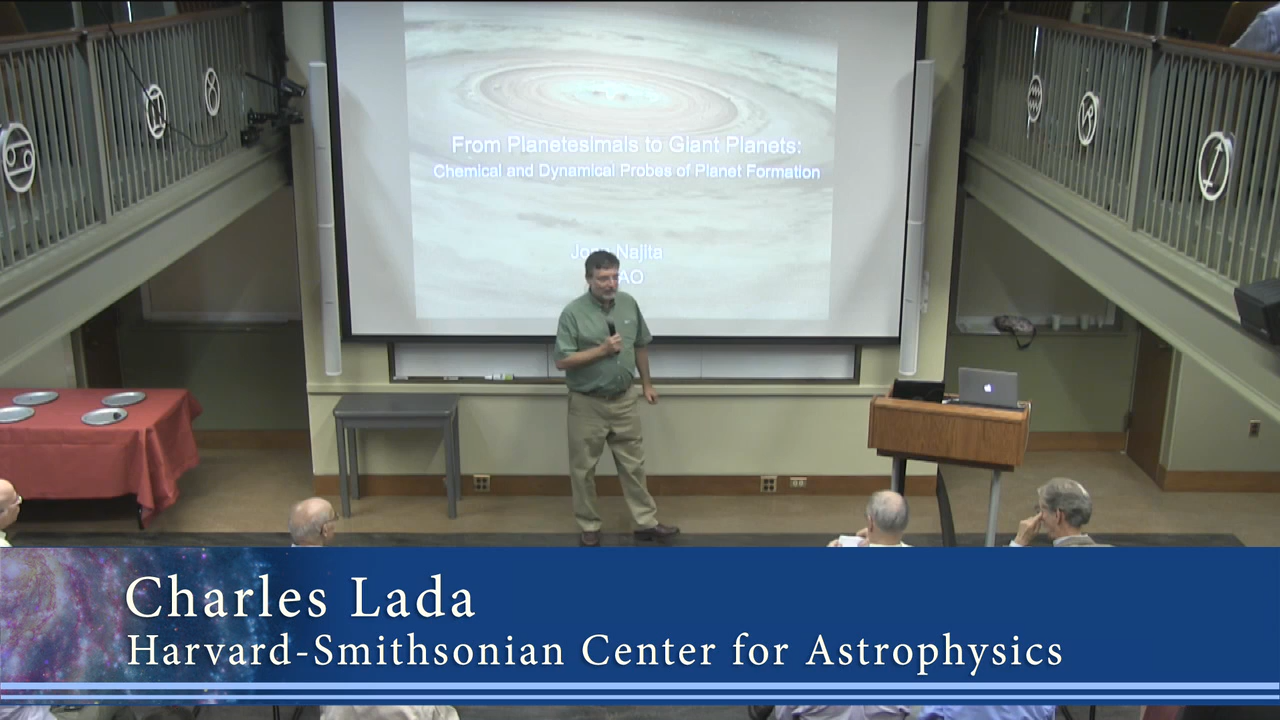 From Planetesimals to Giant Planets:
Chemical and Dynamical Probes of Planet Formation
Najita
Charles Lada
Harvard-Smithsonian Center for Astrophysics